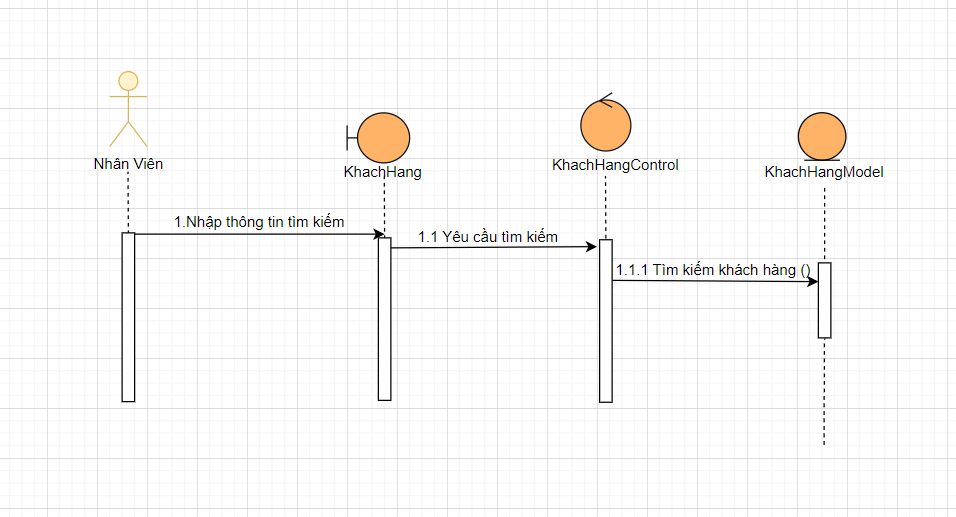 Nhân Viên
KhachHang
KhachHangControl
KhachHangModel
1.Nhập thông tin tìm kiếm
1.1 Yêu cầu tìm kiếm
1.1.1 Tìm kiếm khách hàng ()